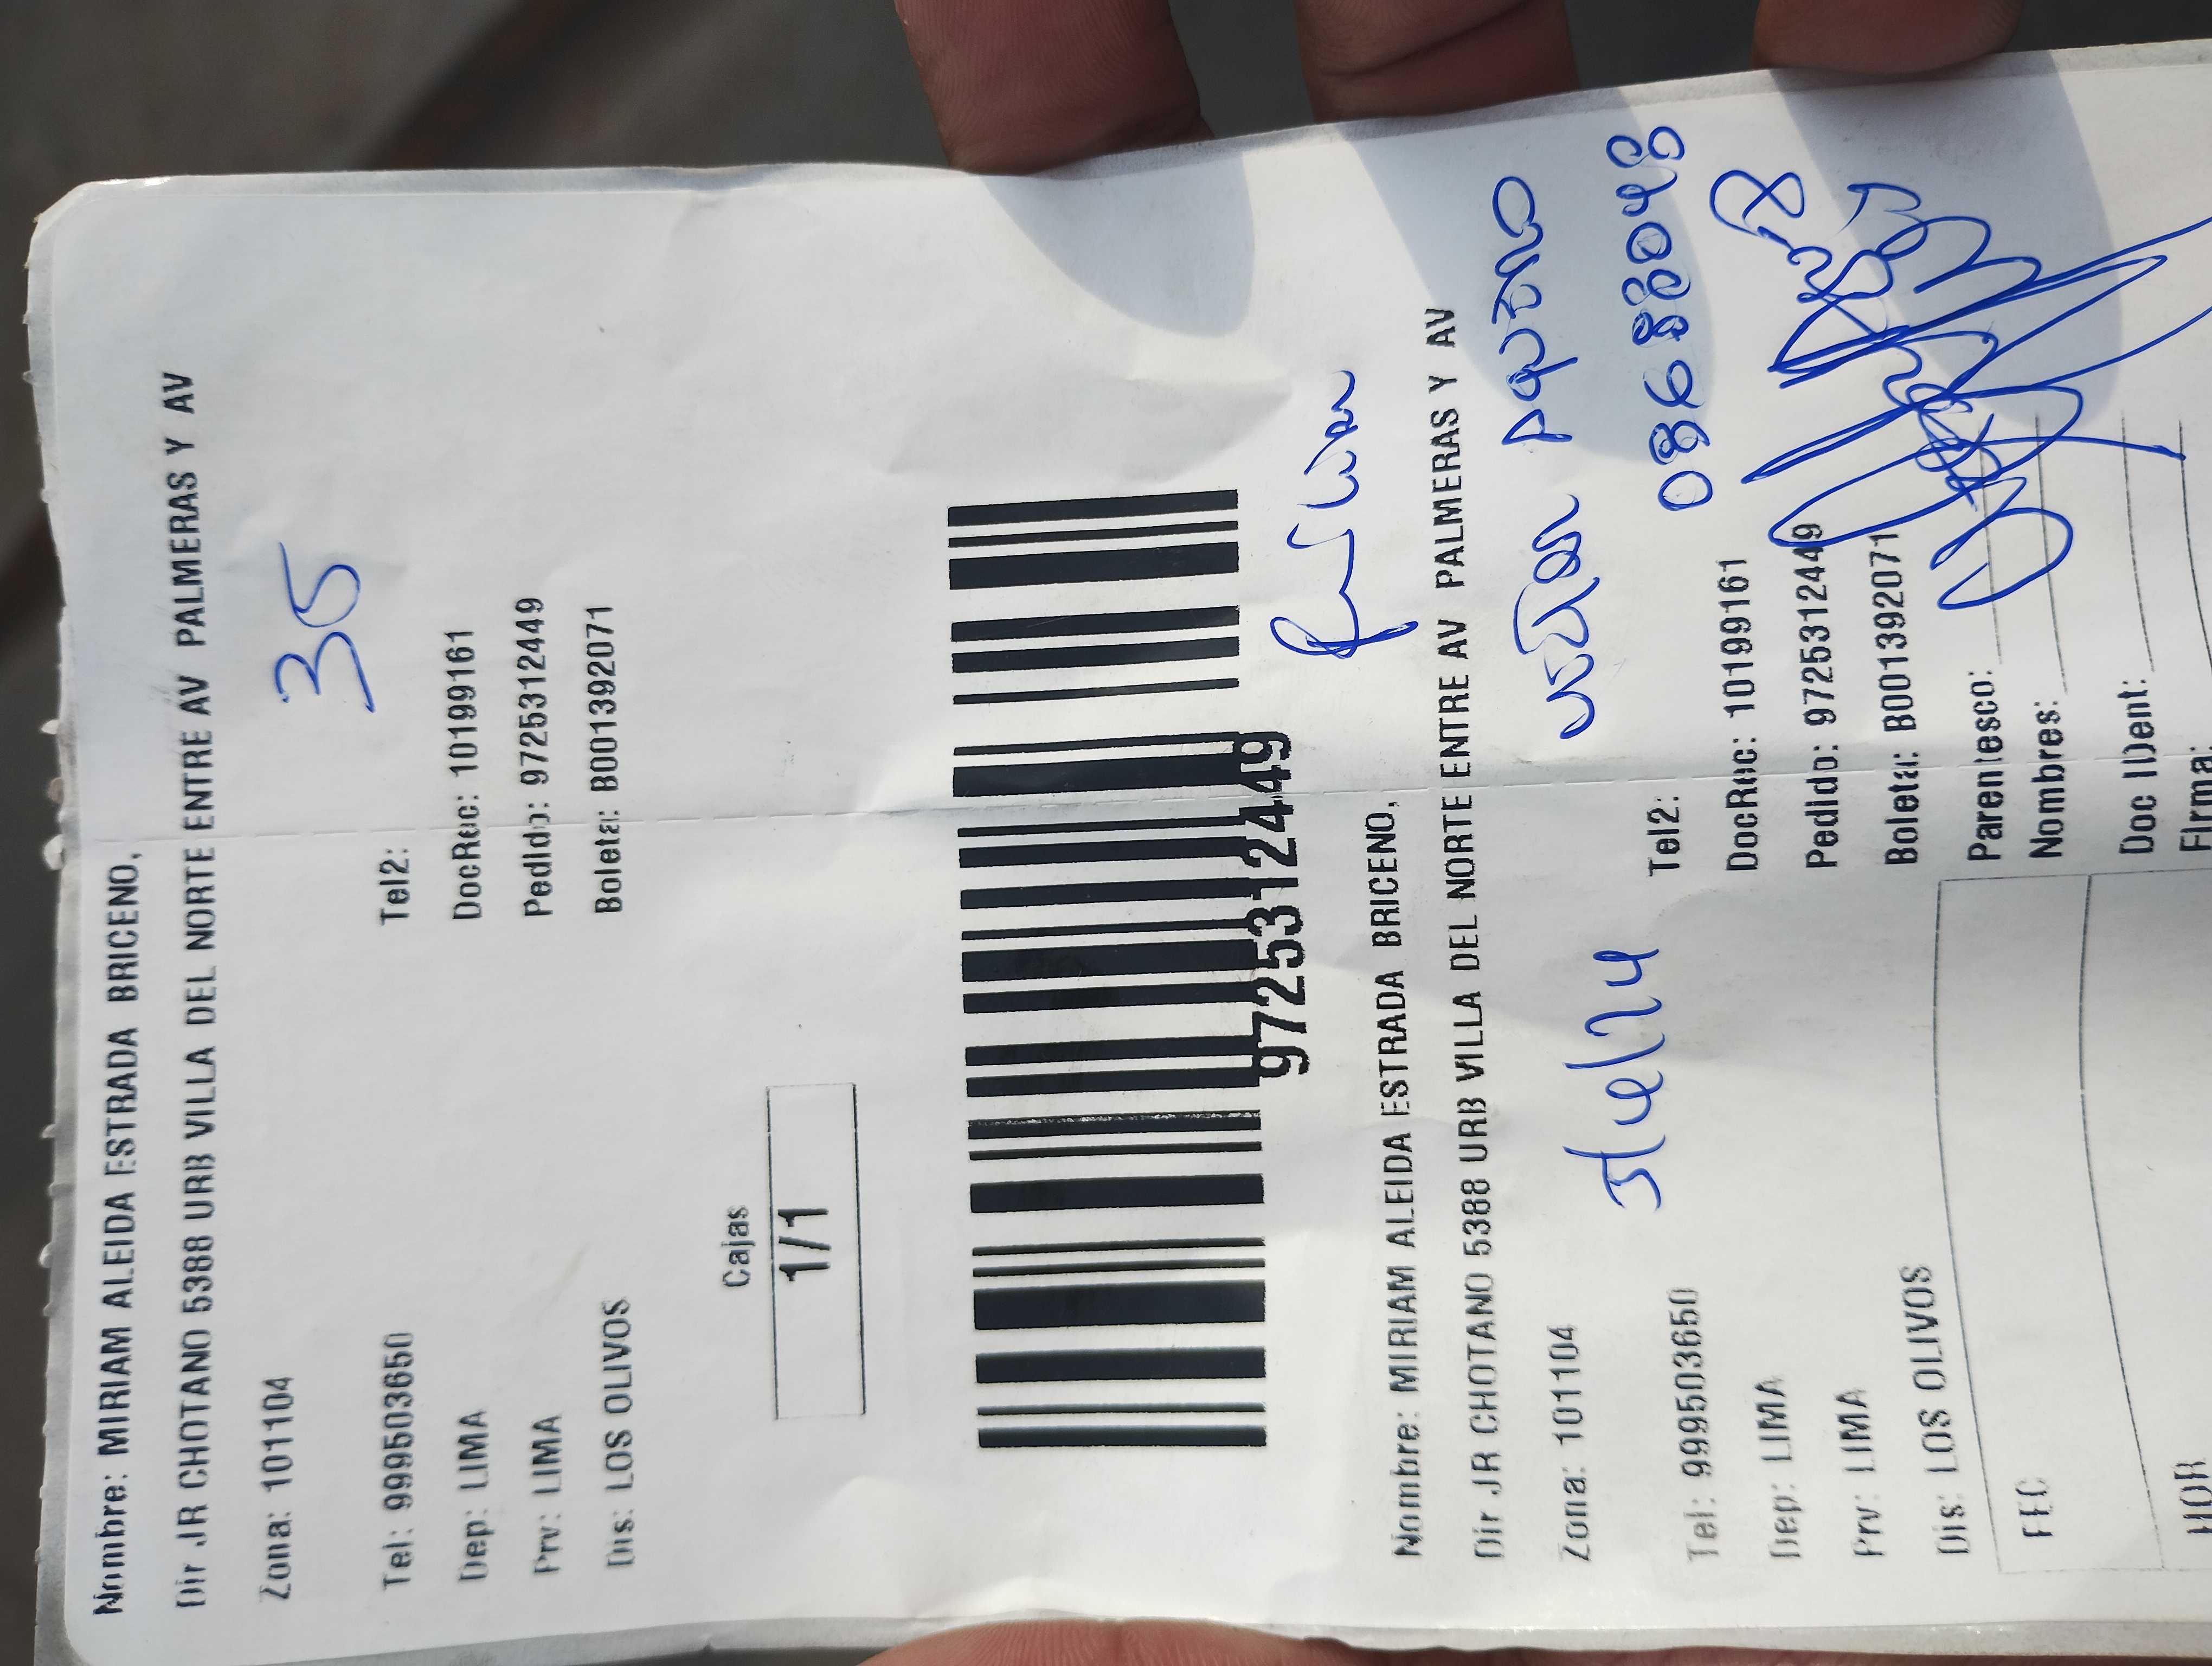 Nombre: MIRIAM ALEIDA ESTRADA BRICENO,
Dir JR CHOTANO 5388 URB VILLA DEL NORTE ENTRE AV PALMERAS Y AV
Zona: 101104
35
Tel: 999503650 Tel2:
Dep: LIMA DocRec: 10199161
Prv: LIMA Pedido: 9725312449
Dis: LOS OLIVOS Boleta: B001392071
Cajas
1/1
9725312449
Nombre: MIRIAM ALEIDA ESTRADA BRICENO,
Dir JR CHOTANO 5388 URB VILLA DEL NORTE ENTRE AV PALMERAS Y AV
Zona: 101104
Tel: 999503650 Tel2:
Dep: LIMA DocRec: 10199161
Prv: LIMA Pedido: 9725312449
Dis: LOS OLIVOS Boleta: B001392071
FEC Parentesco:
Nombres:
HOR Doc IDent:
Firma: